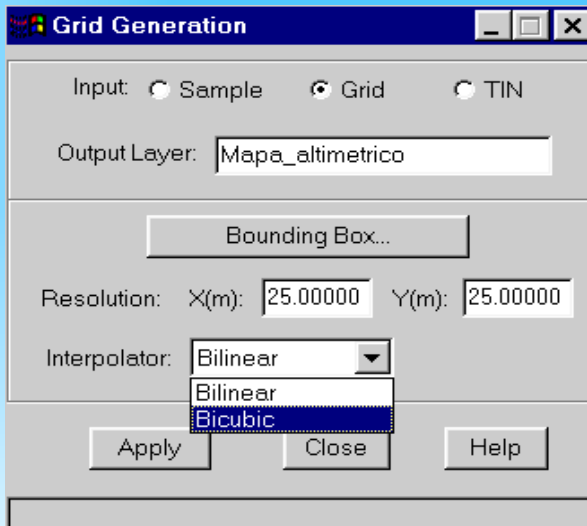 Grid Generation
Input: Sample Grid TIN
Output Layer: Mapa_altimetrico
Bounding Box...
Resolution: X(m): 25.00000 Y(m): 25.00000
Interpolator: Bilinear
Bilinear
Bicubic
Apply Close Help